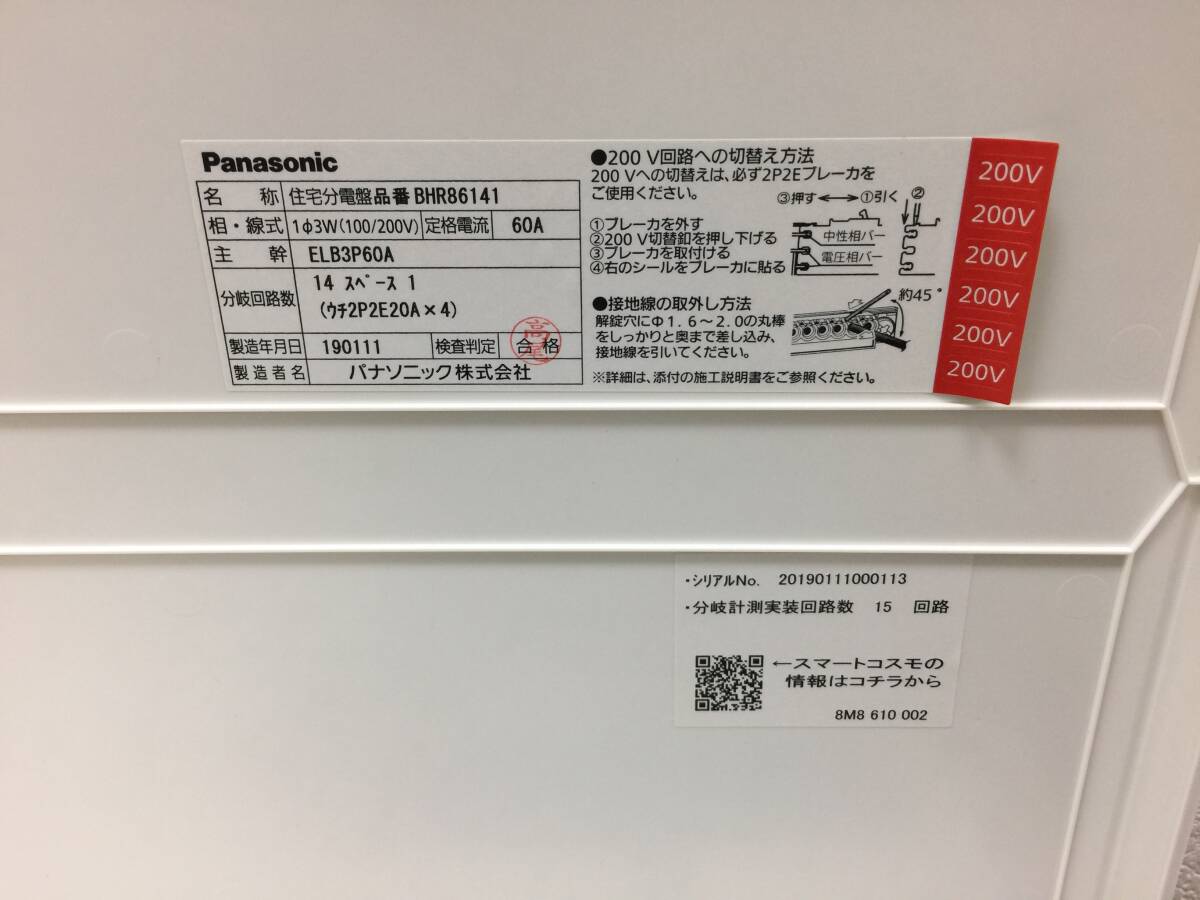 Panasonic
名 称 住宅分電盤品番 BHR86141
相・線式 1φ3W(100/200V) 定格電流 60A
主 幹 ELB3P60A
分岐回路数 14 スペース 1
(ウチ2P2E20A×4)
製造年月日 190111 検査判定 合格
高尾
製造者名 パナソニック株式会社
●200 V回路への切替え方法
200 Vへの切替えは、必ず2P2Eブレーカを
ご使用ください。
③押す ①引く ②
①ブレーカを外す
②200 V切替釦を押し下げる
③ブレーカを取付ける
④右のシールをブレーカに貼る
中性相バー
電圧相バー
●接地線の取外し方法
解錠穴にΦ1.6～2.0の丸棒
をしっかりと奥まで差し込み、
接地線を引いてください。
約45°
※詳細は、添付の施工説明書をご参照ください。
200V
200V
200V
200V
200V
200V
・シリアルNo. 20190111000113
・分岐計測実装回路数 15 回路
←スマートコスモの
情報はコチラから
8M8 610 002